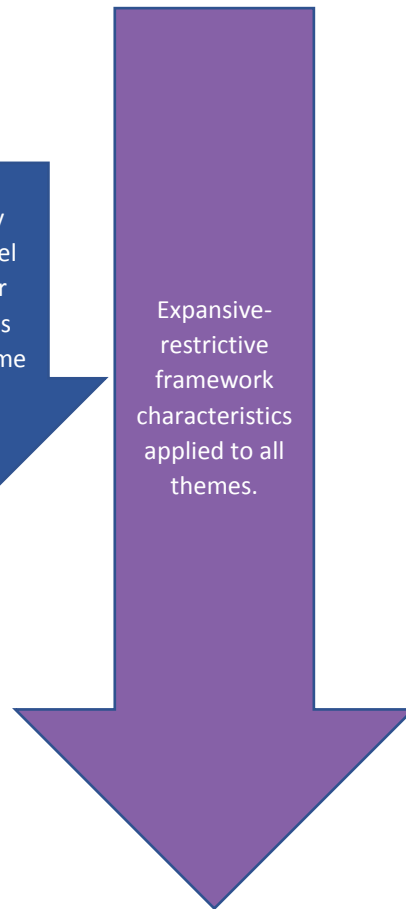 Expansive-
restrictive
framework
characteristics
applied to all
themes.